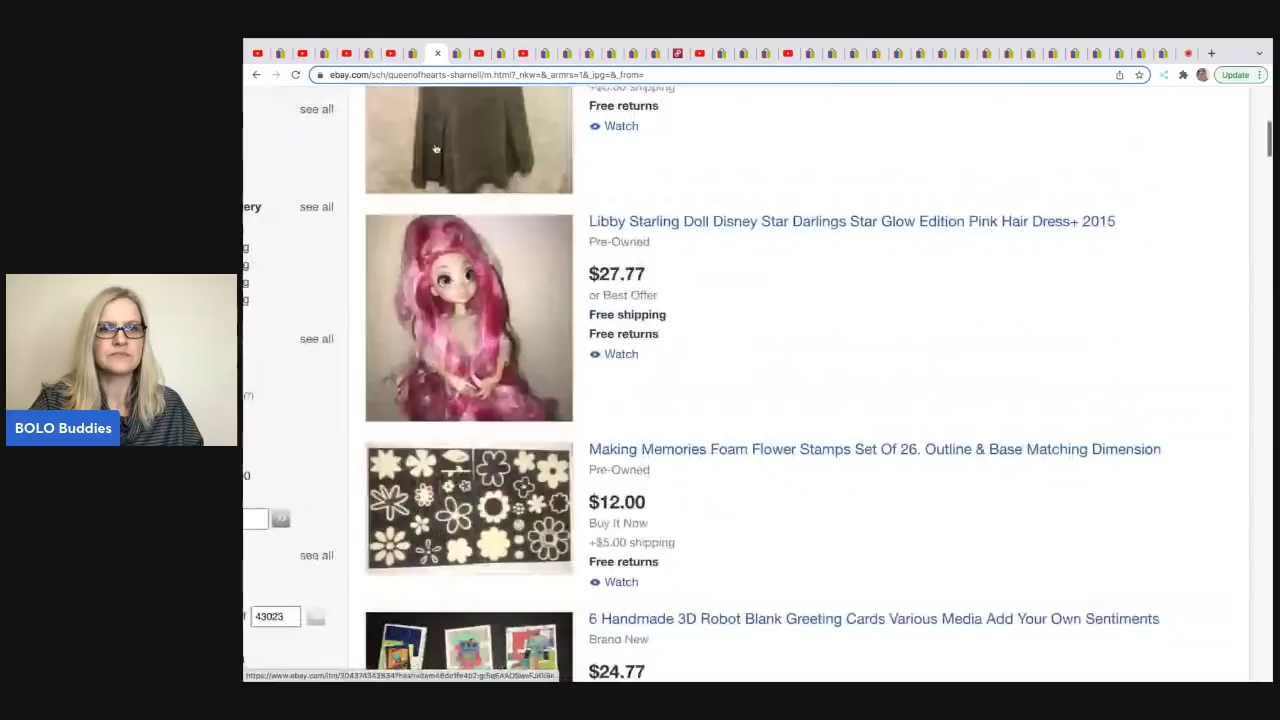 Update
ebay.com/sch/queenofhearts-sharnell/m.html?_nkw=&_armrs=1&_ipg=&_from=
see all
shipping
Free returns
Watch
ery
see all
g
g
g
g
see all
0
see all
43023
Libby Starling Doll Disney Star Darlings Star Glow Edition Pink Hair Dress+ 2015
Pre-Owned
$27.77
or Best Offer
Free shipping
Free returns
Watch
Making Memories Foam Flower Stamps Set Of 26. Outline & Base Matching Dimension
Pre-Owned
$12.00
Buy It Now
+$5.00 shipping
Free returns
Watch
6 Handmade 3D Robot Blank Greeting Cards Various Media Add Your Own Sentiments
Brand New
$24.77
BOLO Buddies